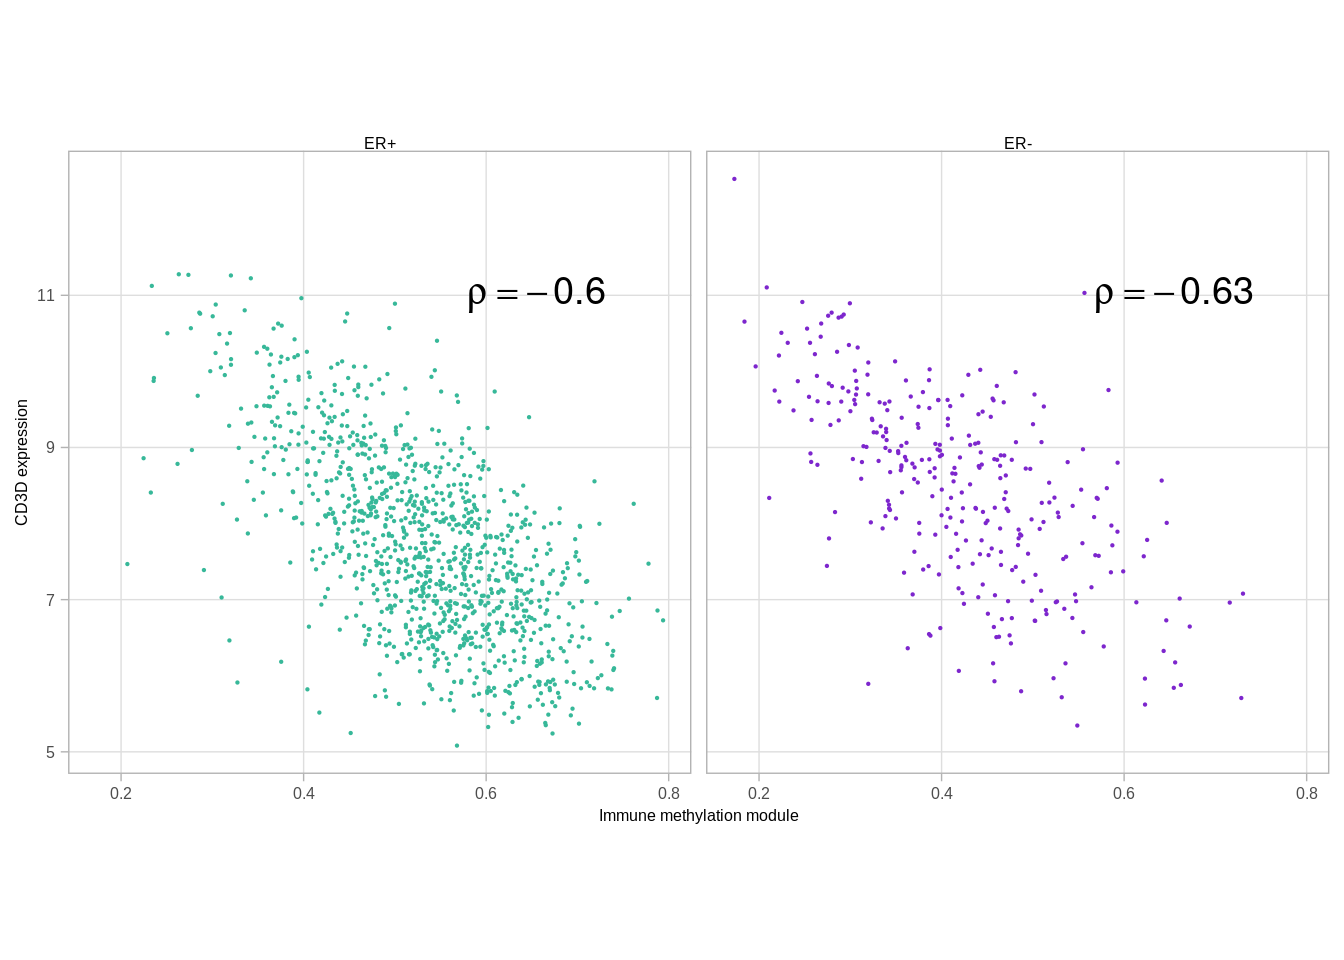 ER+
ER-
ρ =−0.6
ρ =−0.63
11
9
7
5
CD3D expression
0.2 0.4 0.6 0.8
0.2 0.4 0.6 0.8
Immune methylation module